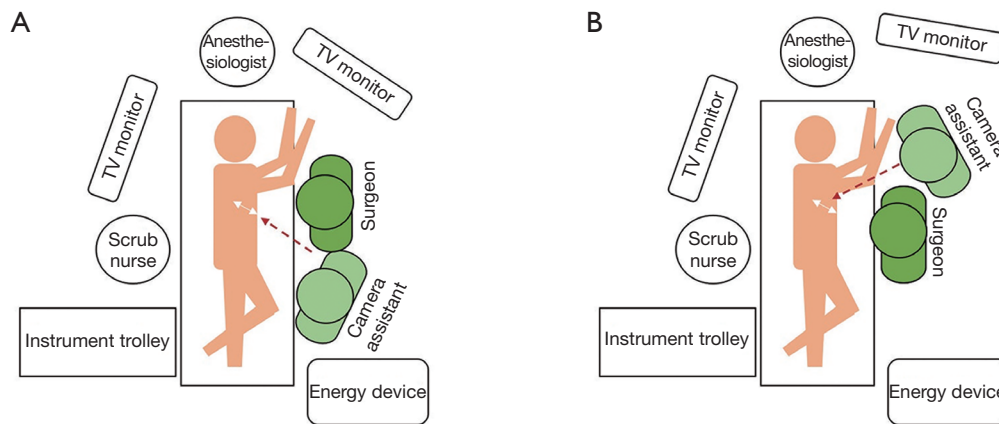 A
Anesthe-
siologist
TV monitor
TV monitor
Surgeon
Scrub
nurse
Camera
assistant
Instrument trolley
Energy device
B
Anesthe-
siologist
TV monitor
TV monitor
Camera
assistant
Scrub
nurse
Surgeon
Instrument trolley
Energy device